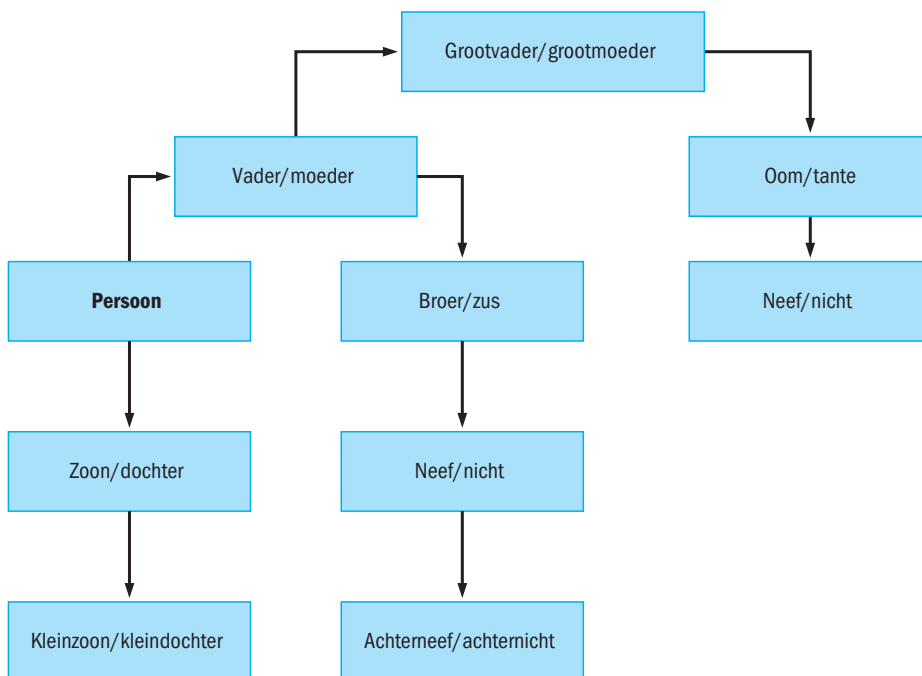 Grootvader/grootmoeder
Vader/moeder
Oom/tante
Persoon
Broer/zus
Neef/nicht
Zoon/dochter
Neef/nicht
Kleinzoon/kleindochter
Achterneef/achternicht